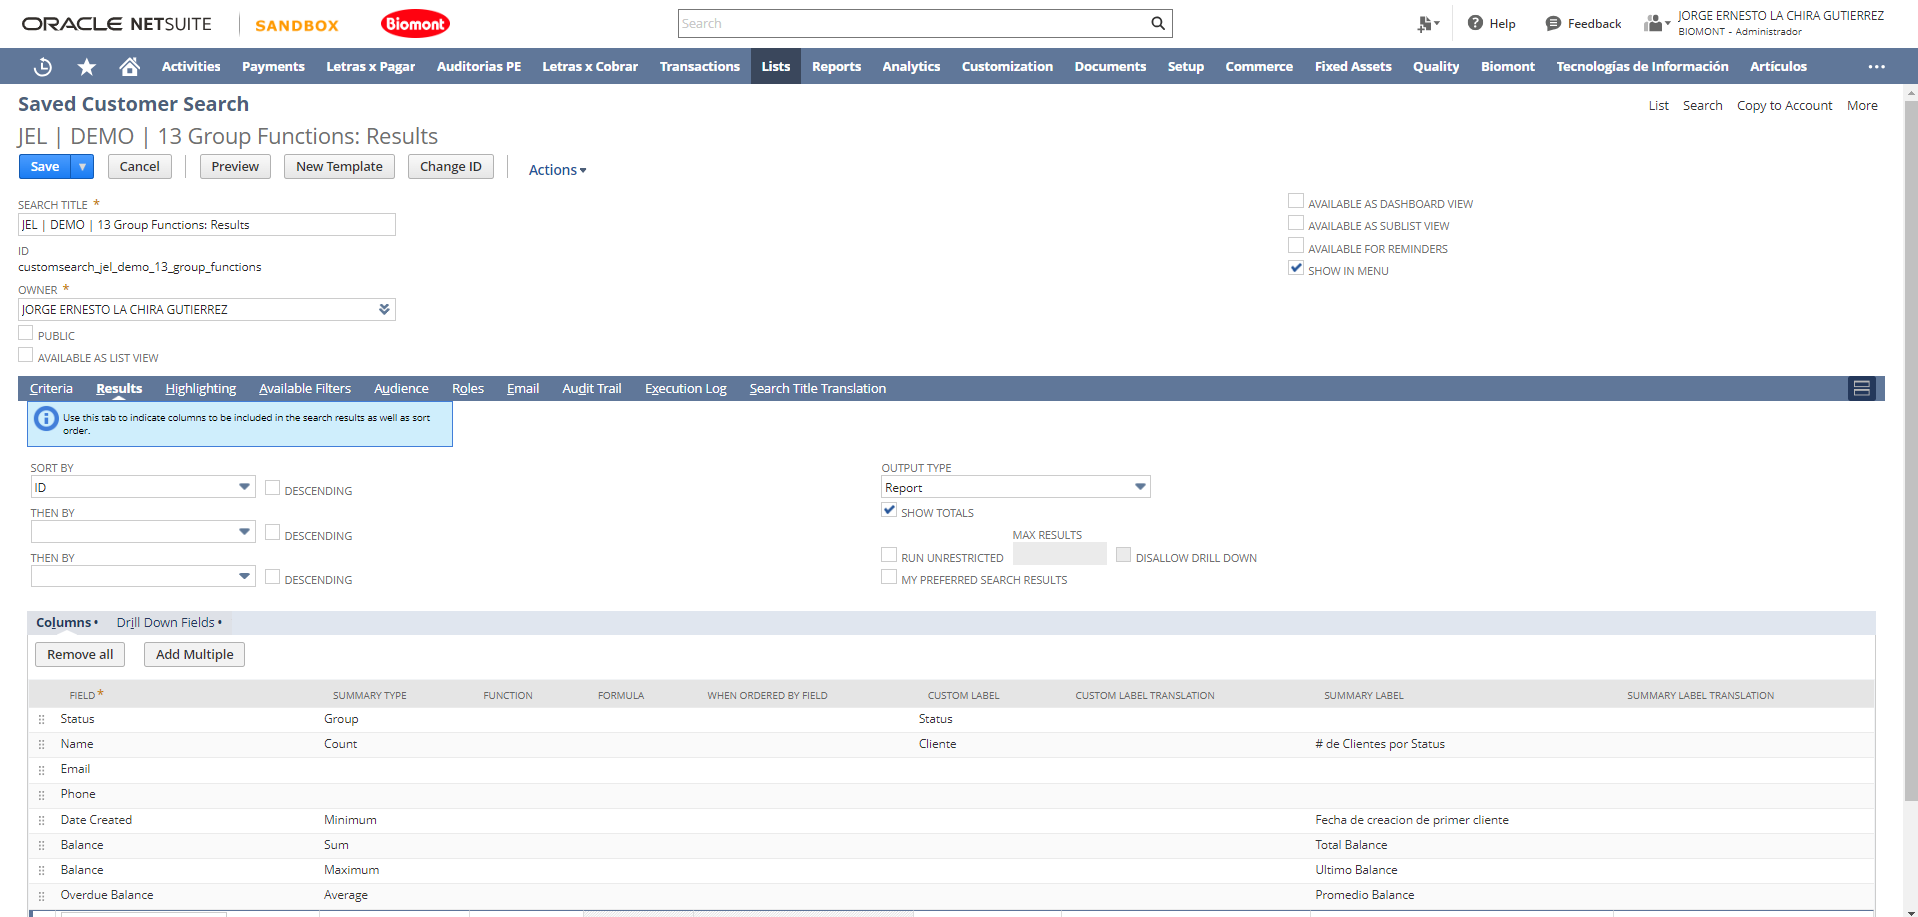 ORACLE NETSUITE SANDBOX Biomont Search Help Feedback JORGE ERNESTO LA CHIRA GUTIERREZ
BIOMONT - Administrador
Activities Payments Letras x Pagar Auditorias PE Letras x Cobrar Transactions Lists Reports Analytics Customization Documents Setup Commerce Fixed Assets Quality Biomont Tecnologías de Información Artículos
Saved Customer Search List Search Copy to Account More
JEL | DEMO | 13 Group Functions: Results
Save Cancel Preview New Template Change ID Actions
SEARCH TITLE *
JEL | DEMO | 13 Group Functions: Results
ID
customsearch_jel_demo_13_group_functions
OWNER *
JORGE ERNESTO LA CHIRA GUTIERREZ
PUBLIC
AVAILABLE AS LIST VIEW
AVAILABLE AS DASHBOARD VIEW
AVAILABLE AS SUBLIST VIEW
AVAILABLE FOR REMINDERS
SHOW IN MENU
Criteria Results Highlighting Available Filters Audience Roles Email Audit Trail Execution Log Search Title Translation
Use this tab to indicate columns to be included in the search results as well as sort
order.
SORT BY
ID DESCENDING
THEN BY
DESCENDING
THEN BY
DESCENDING
OUTPUT TYPE
Report
SHOW TOTALS
MAX RESULTS
RUN UNRESTRICTED DISALLOW DRILL DOWN
MY PREFERRED SEARCH RESULTS
Columns • Drill Down Fields •
Remove all Add Multiple
FIELD * SUMMARY TYPE FUNCTION FORMULA WHEN ORDERED BY FIELD CUSTOM LABEL CUSTOM LABEL TRANSLATION SUMMARY LABEL SUMMARY LABEL TRANSLATION
Status Group Status
Name Count Cliente # de Clientes por Status
Email
Phone
Date Created Minimum Fecha de creacion de primer cliente
Balance Sum Total Balance
Balance Maximum Ultimo Balance
Overdue Balance Average Promedio Balance